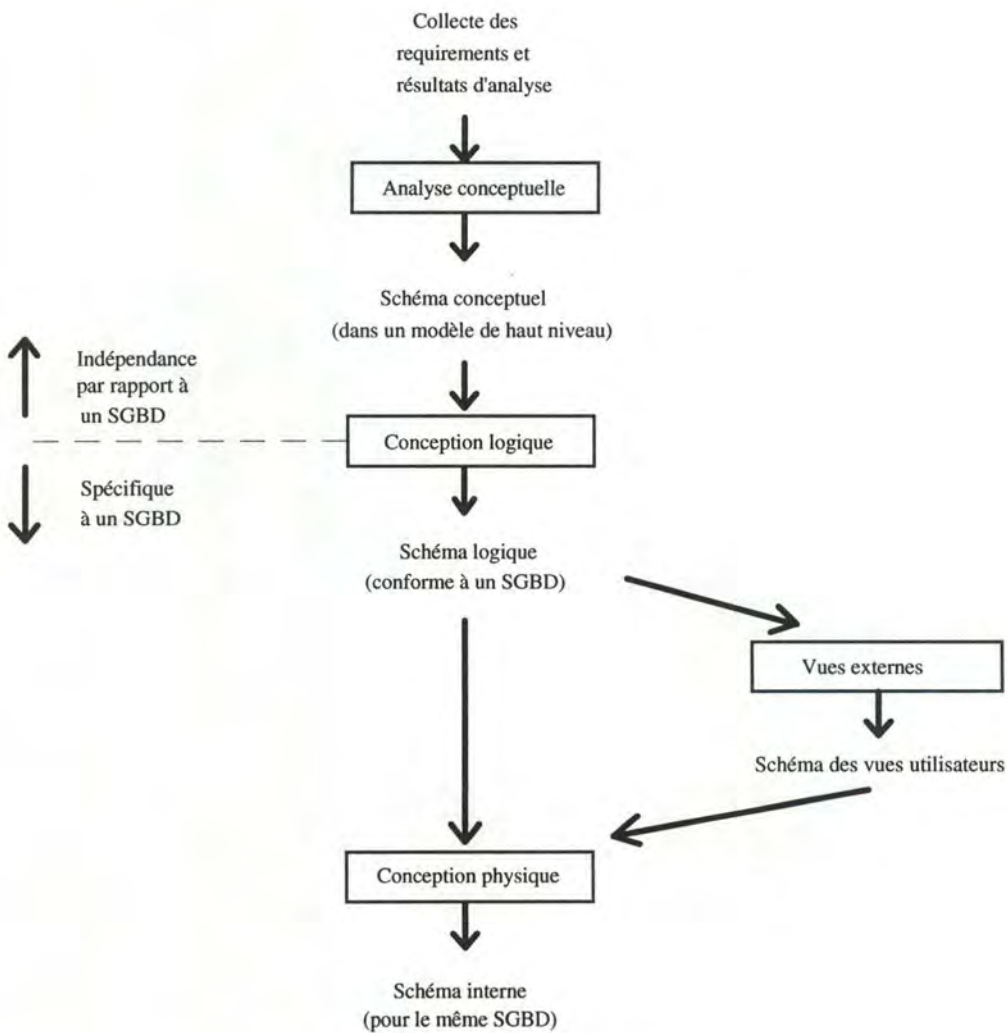 Collecte des
requirements et
résultats d'analyse
Analyse conceptuelle
Schéma conceptuel
(dans un modèle de haut niveau)
Indépendance
par rapport à
un SGBD
Conception logique
Spécifique
à un SGBD
Schéma logique
(conforme à un SGBD)
Vues externes
Schéma des vues utilisateurs
Conception physique
Schéma interne
(pour le même SGBD)